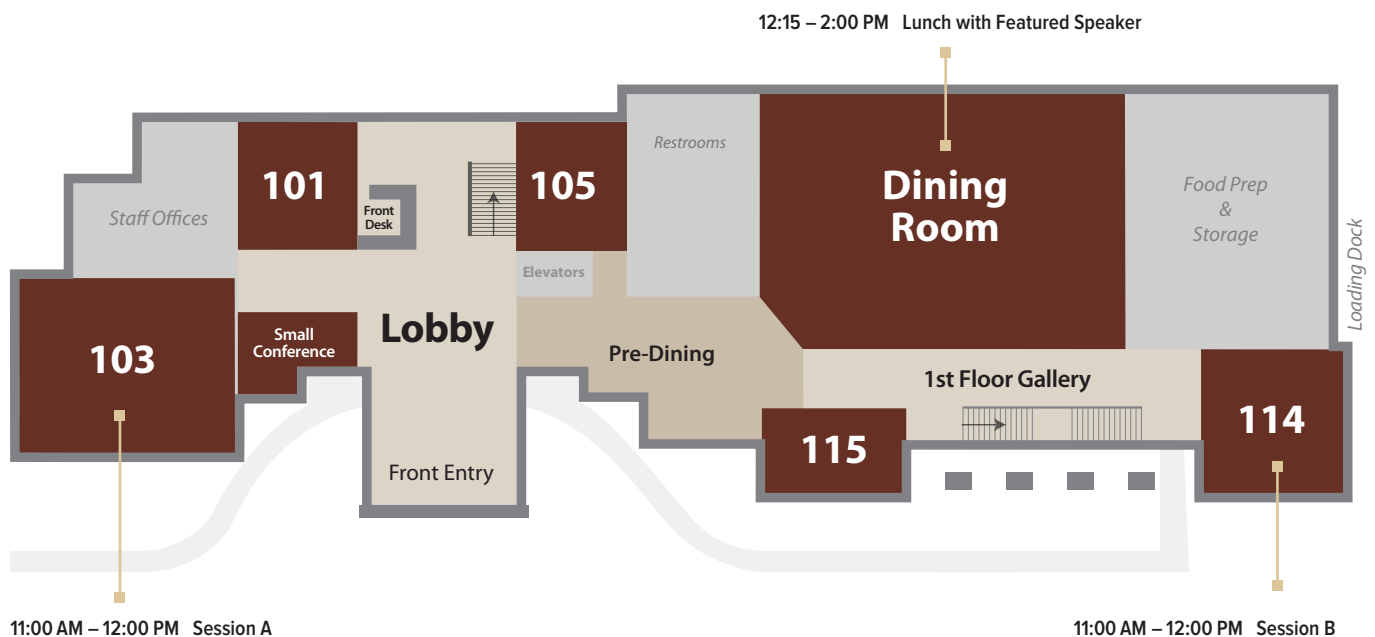 12:15 – 2:00 PM Lunch with Featured Speaker
Staff Offices
101
Front
Desk
105
Restrooms
Dining
Room
Food Prep
&
Storage
Loading Dock
Elevators
103
Small
Conference
Lobby
Pre-Dining
1st Floor Gallery
114
115
Front Entry
11:00 AM – 12:00 PM Session A
11:00 AM – 12:00 PM Session B